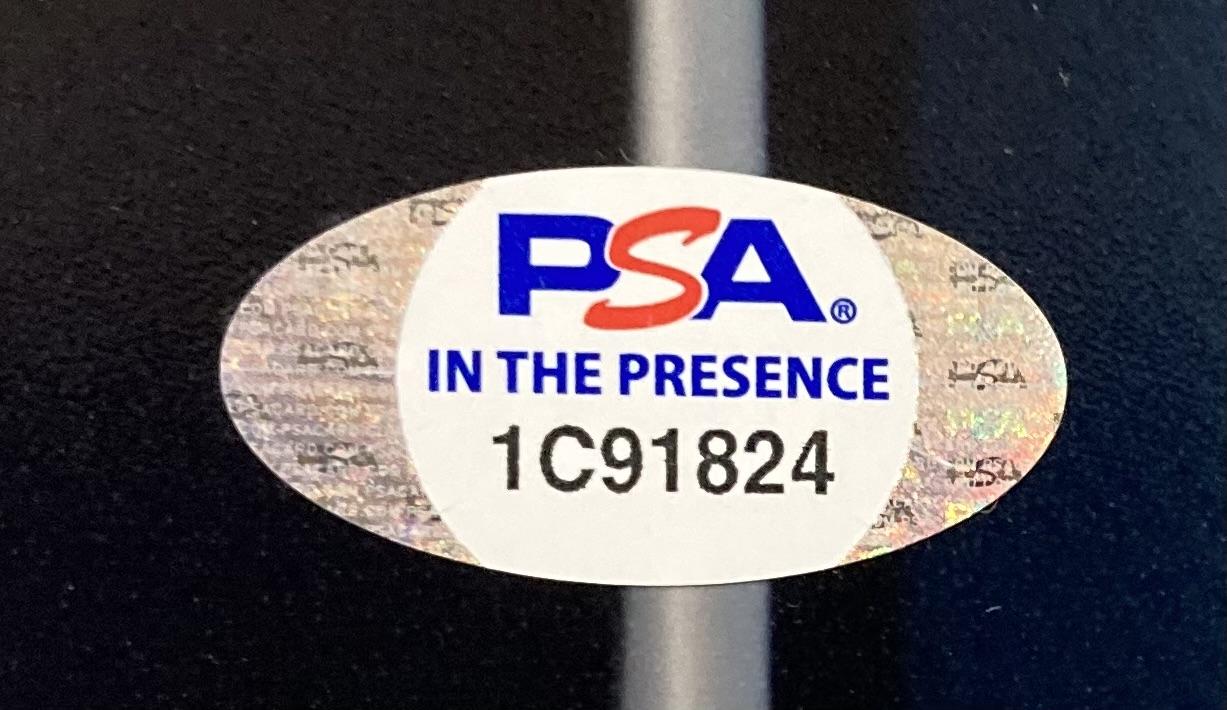 PSA®
IN THE PRESENCE
1C91824